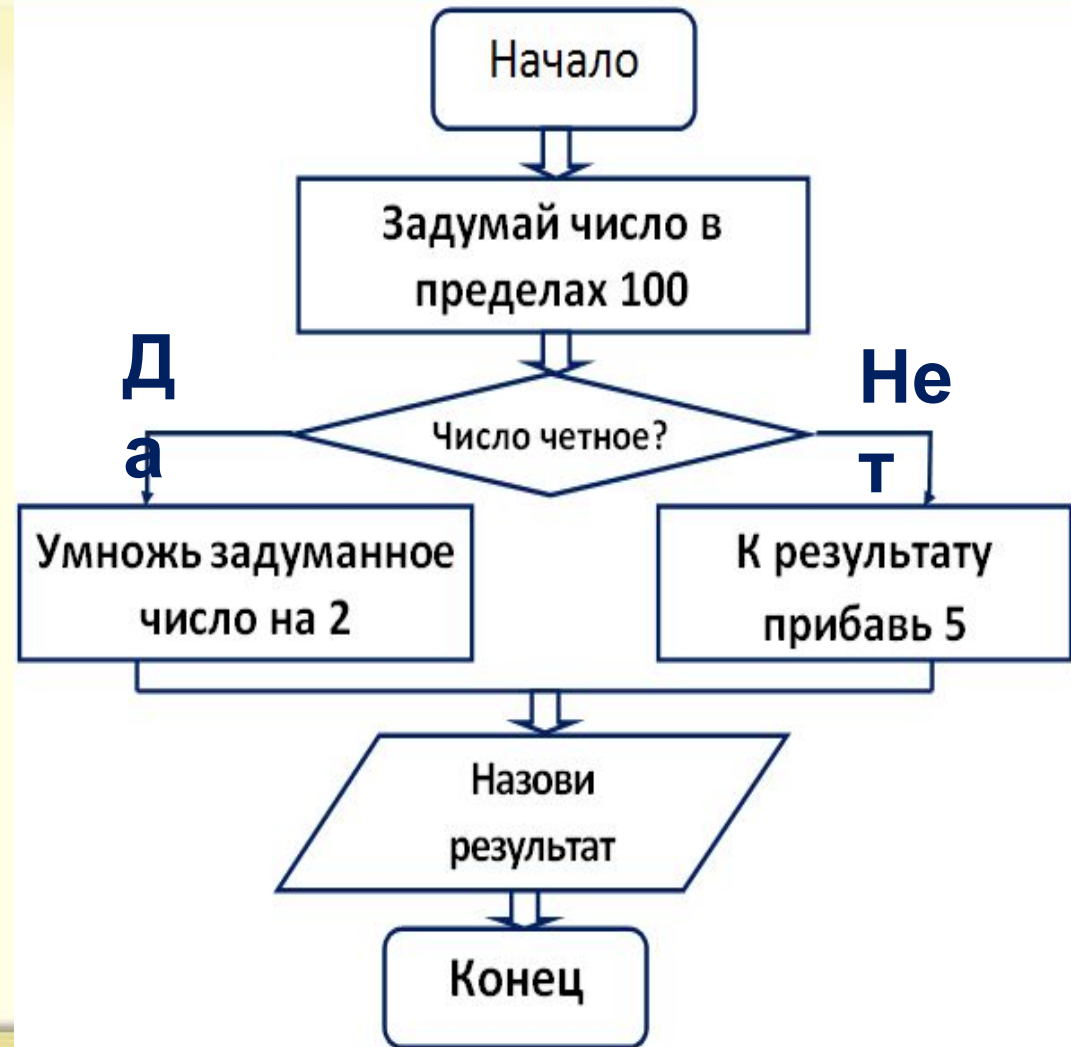 Начало
Задумай число в
пределах 100
Д
а
Не
т
Число четное?
Умножь задуманное
число на 2
К результату
прибавь 5
Назови
результат
Конец